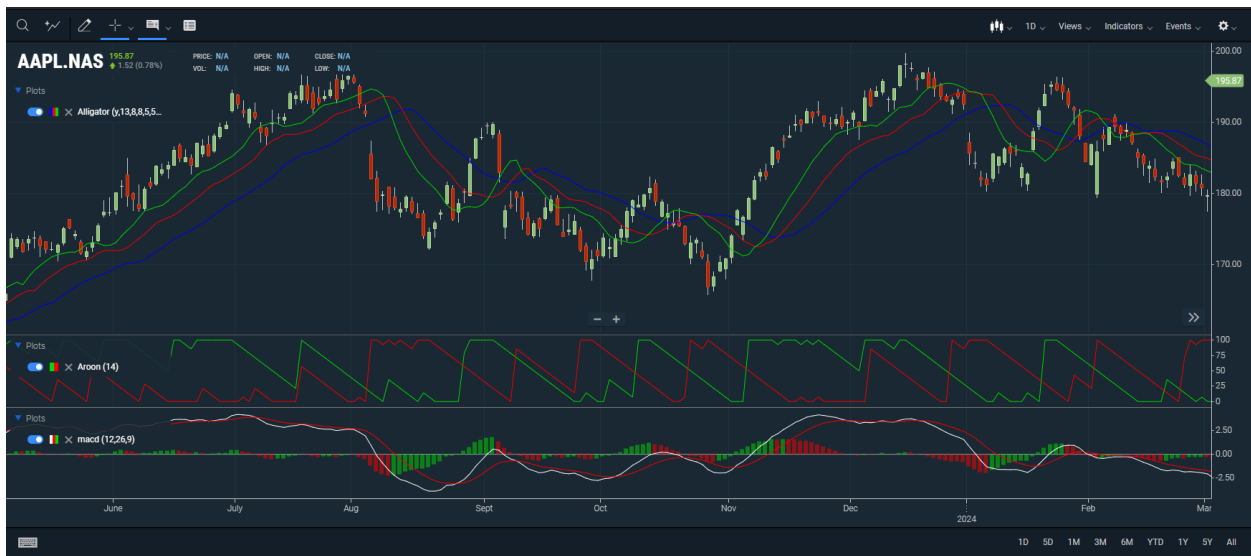 1D Views Indicators Events
AAPL.NAS 195.87 PRICE: N/A OPEN: N/A CLOSE: N/A
1.52 (0.78%) VOL: N/A HIGH: N/A LOW: N/A
200.00
195.87
Plots
Alligator (y,13,8,8,5,5...
190.00
180.00
170.00
Plots
100
Aroon (14)
75
50
25
0
Plots
macd (12,26,9)
2.50
0.00
-2.50
June July Aug Sept Oct Nov Dec 2024 Feb Mar
1D 5D 1M 3M 6M YTD 1Y 5Y All